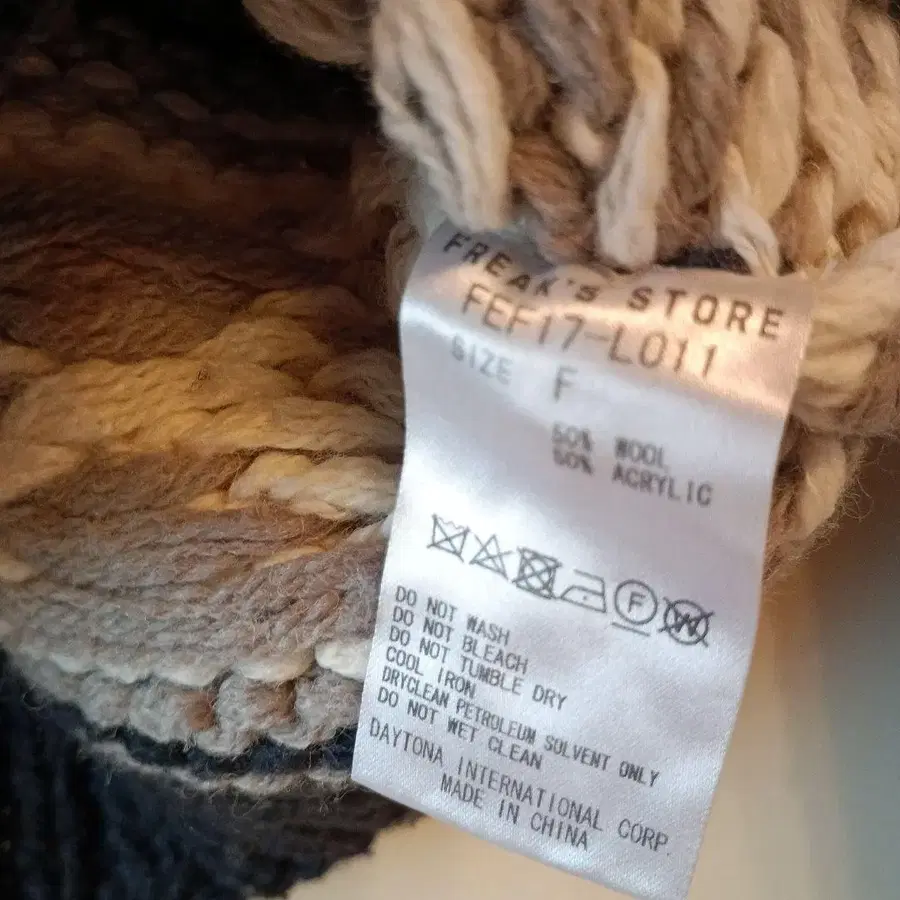 FREAK'S STORE
FEF17-L011
SIZE F
50% WOOL
50% ACRYLIC
F W
DO NOT WASH
DO NOT BLEACH
DO NOT TUMBLE DRY
COOL IRON
DRYCLEAN PETROLEUM SOLVENT ONLY
DO NOT WET CLEAN
DAYTONA INTERNATIONAL CORP.
MADE IN CHINA